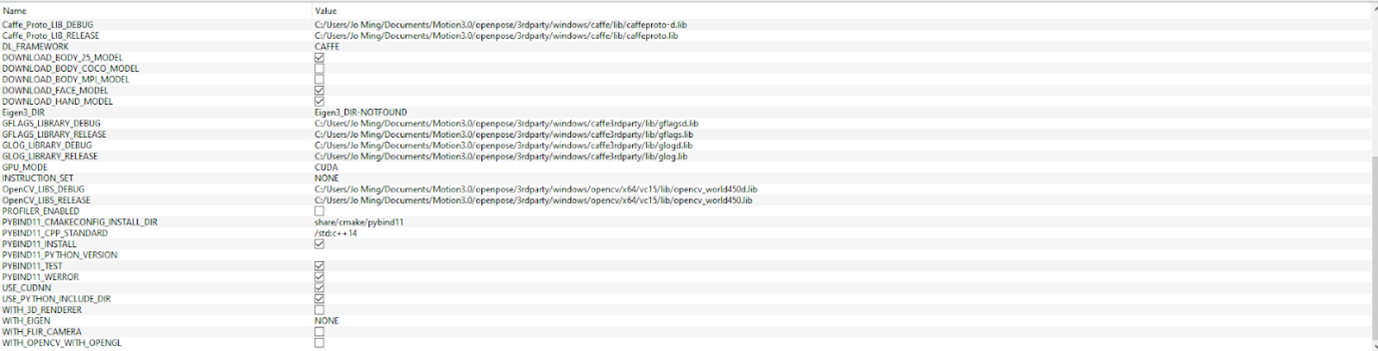 Name Value
Caffe_Proto_LIB_DEBUG C:/Users/Jo Ming/Documents/Motion3.0/openpose/3rdparty/windows/caffe/lib/caffeproto-d.lib
Caffe_Proto_LIB_RELEASE C:/Users/Jo Ming/Documents/Motion3.0/openpose/3rdparty/windows/caffe/lib/caffeproto.lib
DL_FRAMEWORK CAFFE
DOWNLOAD_BODY_25_MODEL
DOWNLOAD_BODY_COCO_MODEL
DOWNLOAD_BODY_MPI_MODEL
DOWNLOAD_FACE_MODEL
DOWNLOAD_HAND_MODEL
Eigen3_DIR Eigen3_DIR-NOTFOUND
GFLAGS_LIBRARY_DEBUG C:/Users/Jo Ming/Documents/Motion3.0/openpose/3rdparty/windows/caffe3rdparty/lib/gflagsd.lib
GFLAGS_LIBRARY_RELEASE C:/Users/Jo Ming/Documents/Motion3.0/openpose/3rdparty/windows/caffe3rdparty/lib/gflags.lib
GLOG_LIBRARY_DEBUG C:/Users/Jo Ming/Documents/Motion3.0/openpose/3rdparty/windows/caffe3rdparty/lib/glogd.lib
GLOG_LIBRARY_RELEASE C:/Users/Jo Ming/Documents/Motion3.0/openpose/3rdparty/windows/caffe3rdparty/lib/glog.lib
GPU_MODE CUDA
INSTRUCTION_SET NONE
OpenCV_LIBS_DEBUG C:/Users/Jo Ming/Documents/Motion3.0/openpose/3rdparty/windows/opencv/x64/vc15/lib/opencv_world450d.lib
OpenCV_LIBS_RELEASE C:/Users/Jo Ming/Documents/Motion3.0/openpose/3rdparty/windows/opencv/x64/vc15/lib/opencv_world450.lib
PROFILER_ENABLED
PYBIND11_CMAKECONFIG_INSTALL_DIR share/cmake/pybind11
PYBIND11_CPP_STANDARD /std:c++14
PYBIND11_INSTALL
PYBIND11_PYTHON_VERSION
PYBIND11_TEST
PYBIND11_WERROR
USE_CUDNN
USE_PYTHON_INCLUDE_DIR
WITH_3D_RENDERER
WITH_EIGEN NONE
WITH_FLIR_CAMERA
WITH_OPENCV_WITH_OPENGL